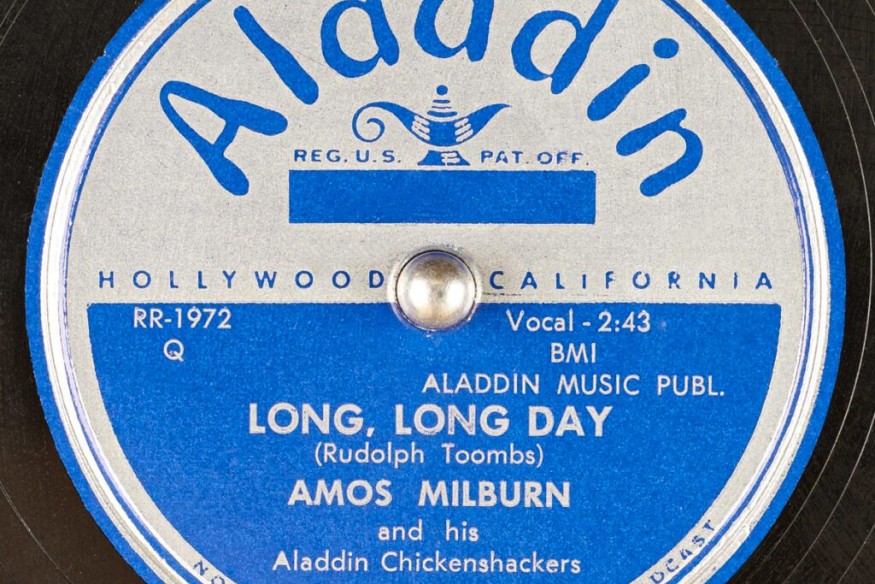 Aladdin
REG. U.S. PAT. OFF.
HOLLYWOOD CALIFORNIA
RR-1972 Vocal - 2:43
Q BMI
ALADDIN MUSIC PUBL.
LONG, LONG DAY
(Rudolph Toombs)
AMOS MILBURN
and his
Aladdin Chickenshackers